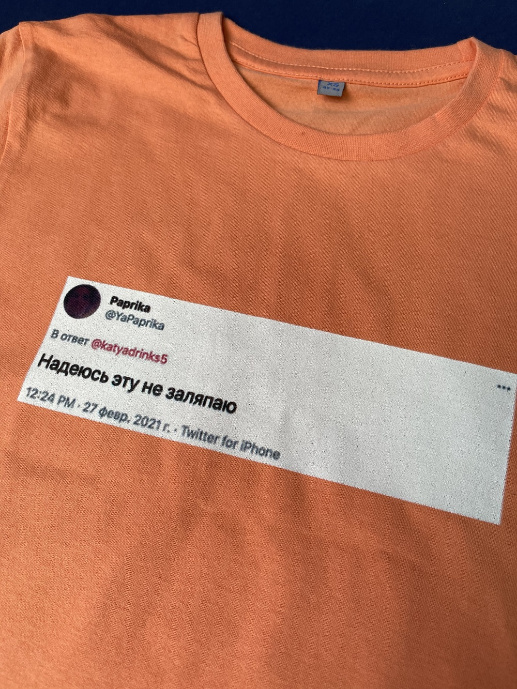 Paprika
@YaPaprika
В ответ @katyadrinks5
Надеюсь эту не заляпаю
12:24 PM · 27 февр. 2021 г. · Twitter for iPhone